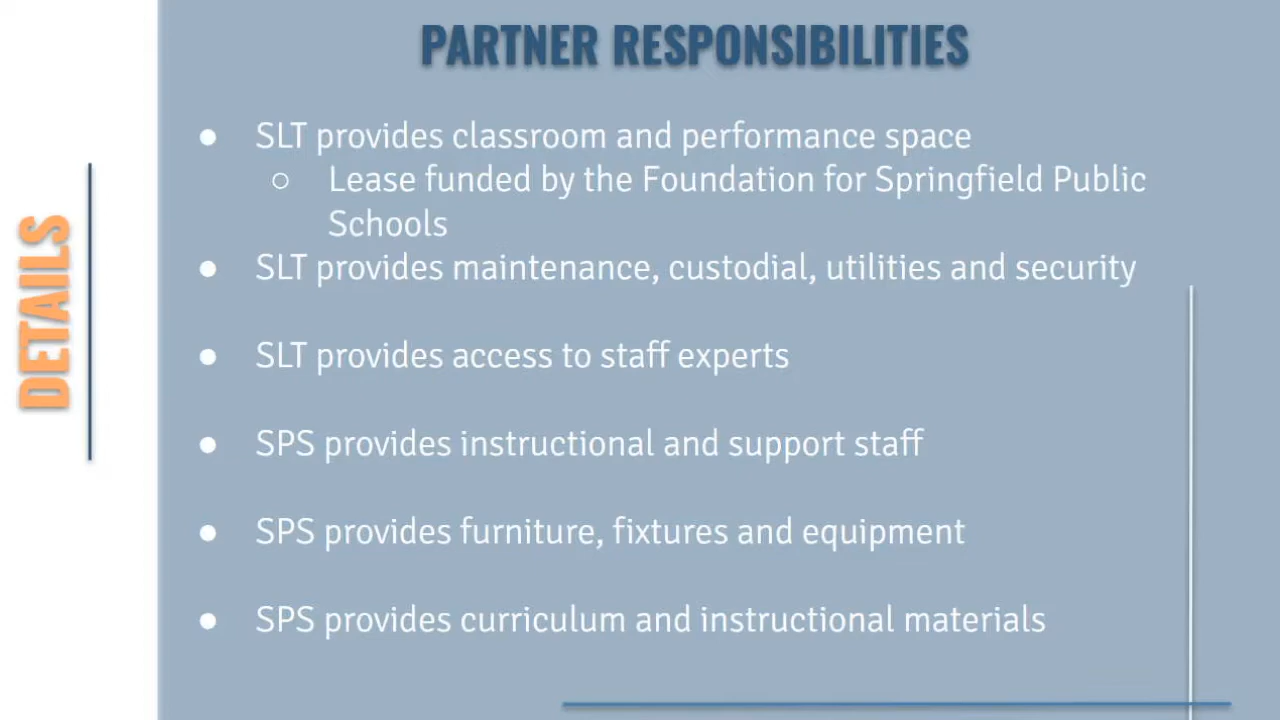 PARTNER RESPONSIBILITIES
DETAILS
● SLT provides classroom and performance space
○ Lease funded by the Foundation for Springfield Public
Schools
● SLT provides maintenance, custodial, utilities and security
● SLT provides access to staff experts
● SPS provides instructional and support staff
● SPS provides furniture, fixtures and equipment
● SPS provides curriculum and instructional materials